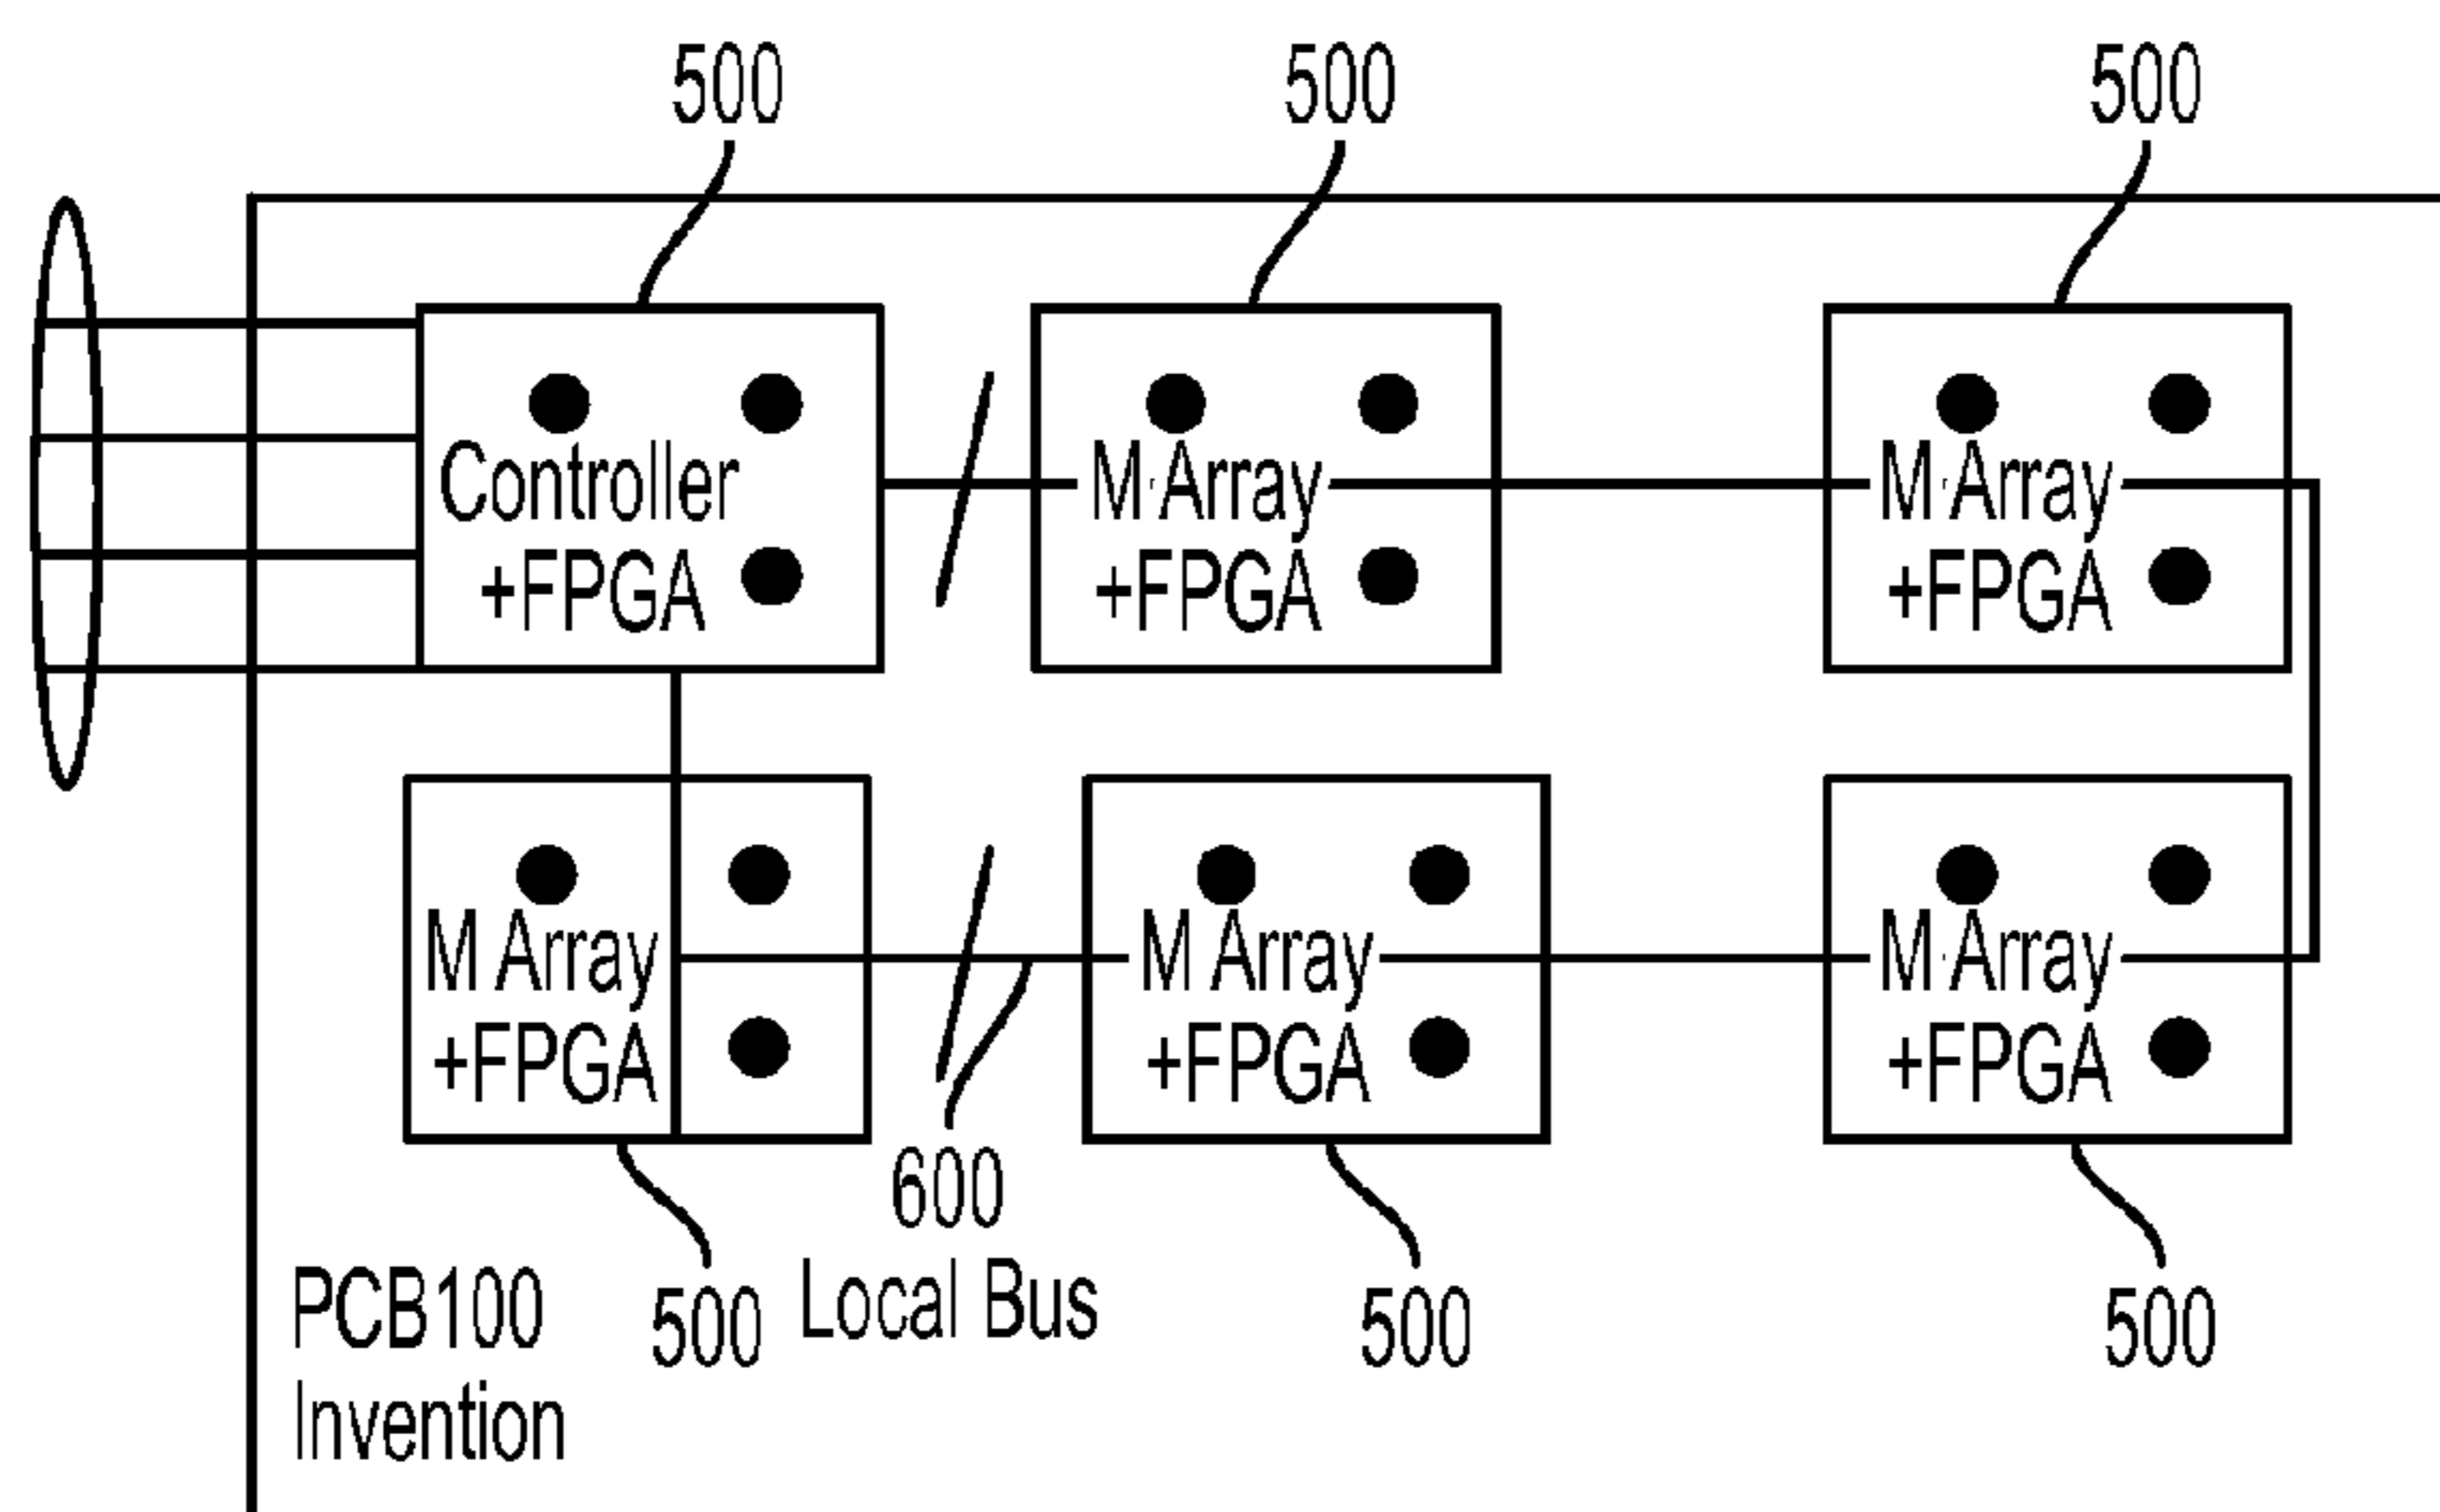 500
500
500
Controller
+FPGA
M Array
+FPGA
M Array
+FPGA
M Array
+FPGA
M Array
+FPGA
M Array
+FPGA
600
Local Bus
500
500
500
PCB100
Invention